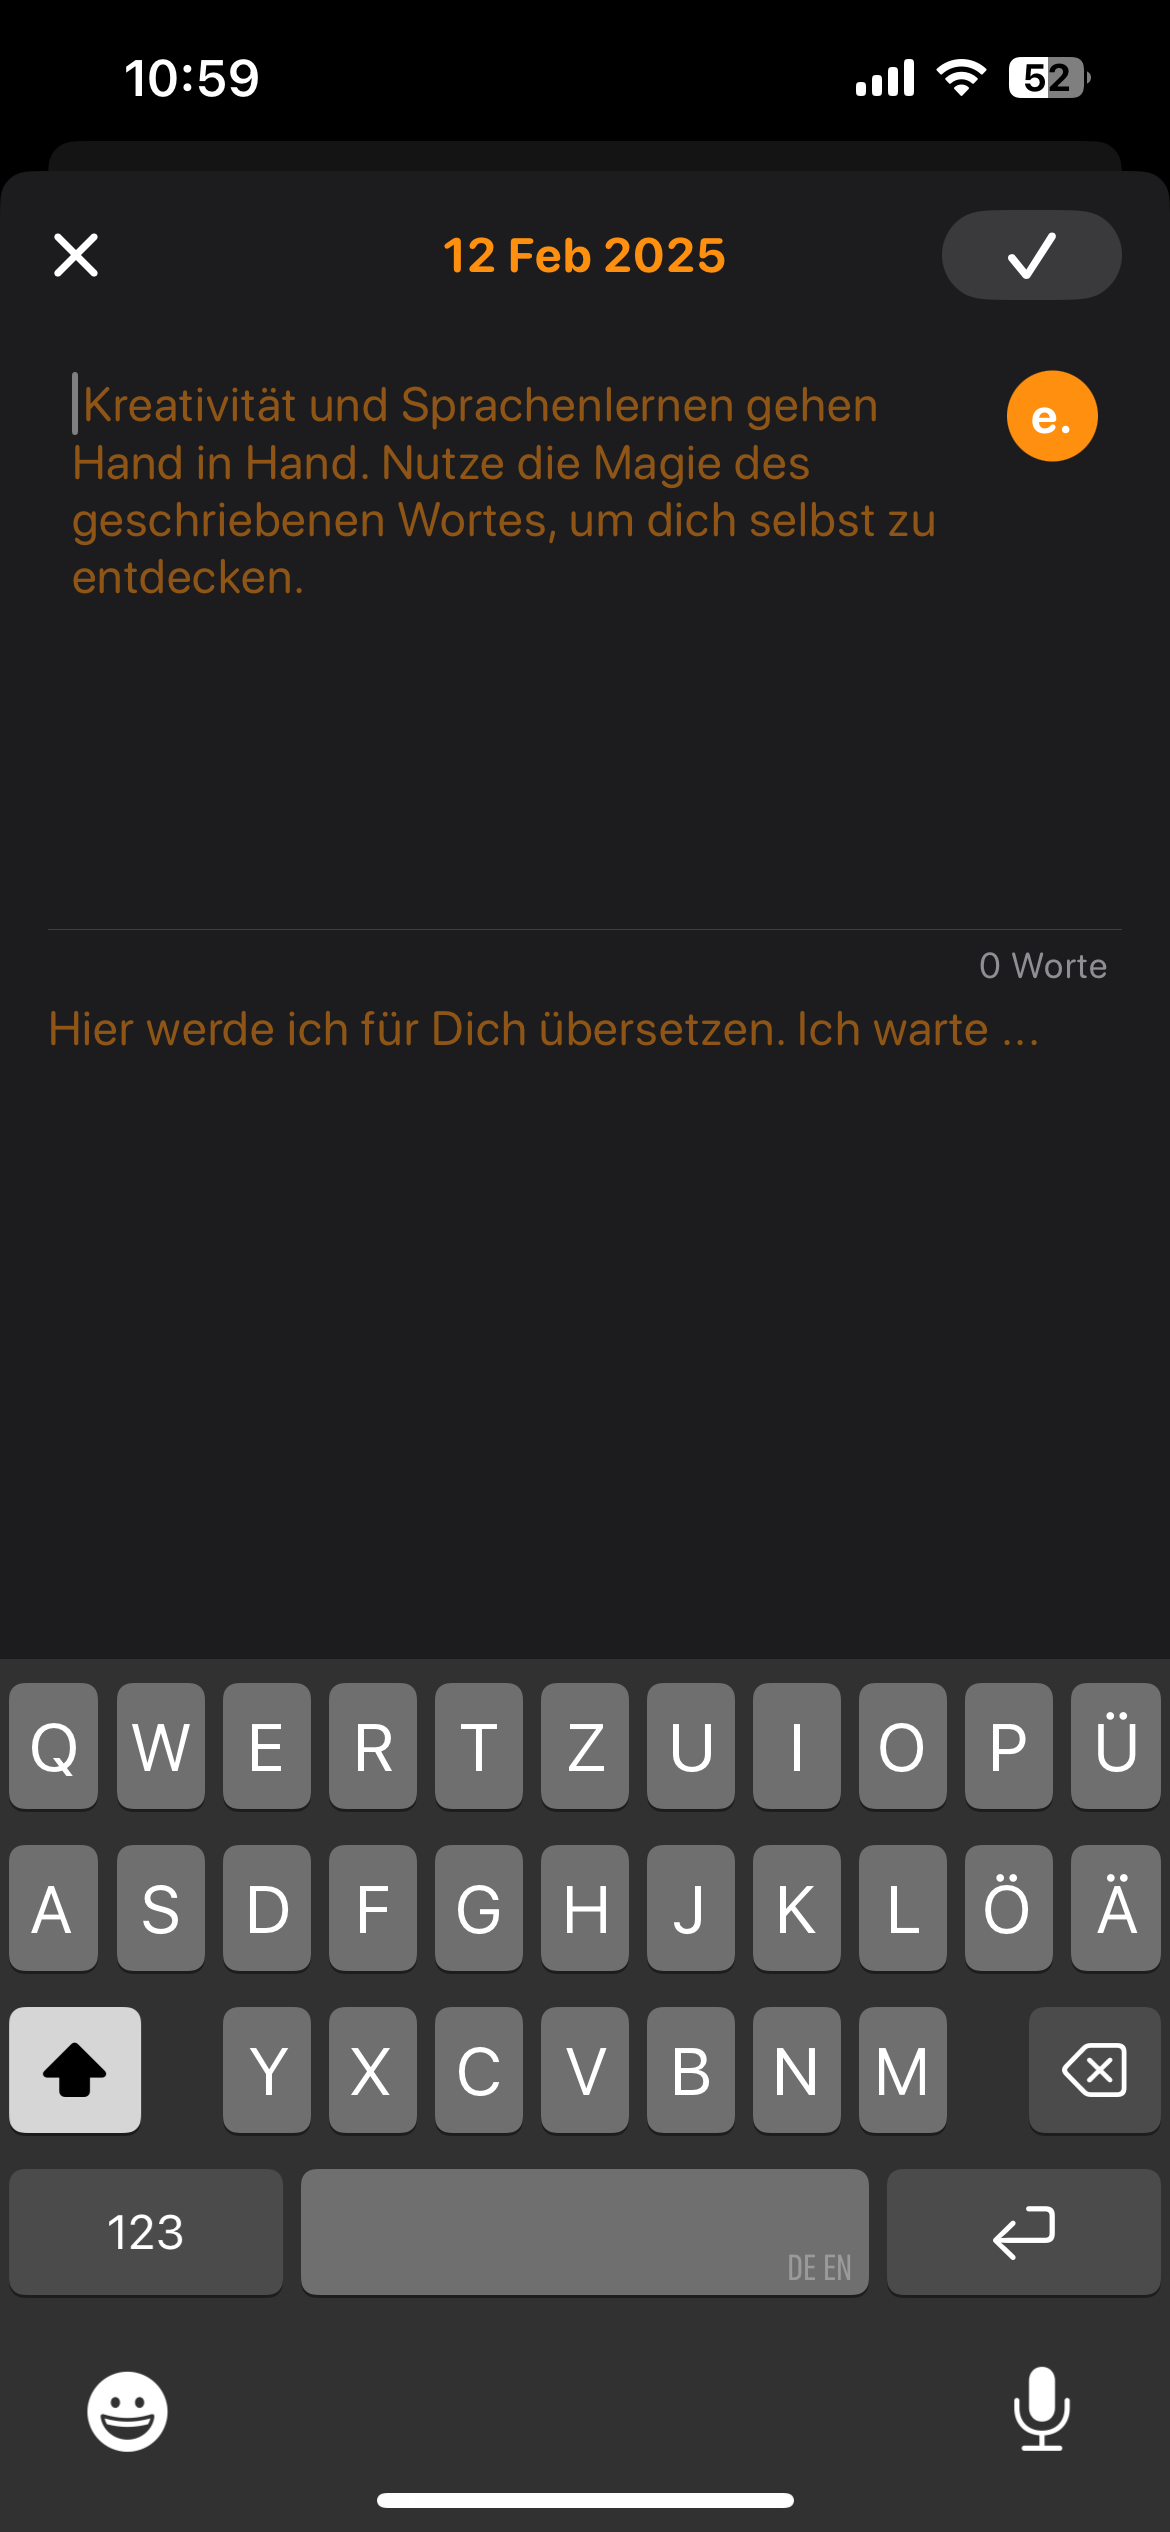 10:59
52
12 Feb 2025
Kreativität und Sprachenlernen gehen
Hand in Hand. Nutze die Magie des
geschriebenen Wortes, um dich selbst zu
entdecken.
e.
0 Worte
Hier werde ich für Dich übersetzen. Ich warte ...
Q W E R T Z U I O P Ü
A S D F G H J K L Ö Ä
Y X C V B N M
123
DE EN